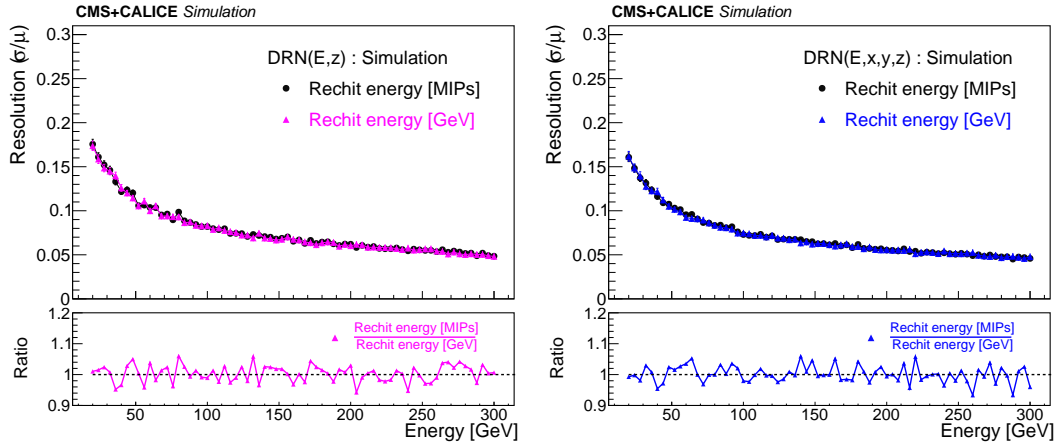 CMS+CALICE Simulation
Resolution (σ/μ)
0.3
0.25
0.2
0.15
0.1
0.05
0
DRN(E,z) : Simulation
Rechit energy [MIPs]
Rechit energy [GeV]
1.2
1.1
1
0.9
Ratio
Rechit energy [MIPs]
Rechit energy [GeV]
50 100 150 200 250 300
Energy [GeV]
CMS+CALICE Simulation
Resolution (σ/μ)
0.3
0.25
0.2
0.15
0.1
0.05
0
DRN(E,x,y,z) : Simulation
Rechit energy [MIPs]
Rechit energy [GeV]
1.2
1.1
1
0.9
Ratio
Rechit energy [MIPs]
Rechit energy [GeV]
50 100 150 200 250 300
Energy [GeV]